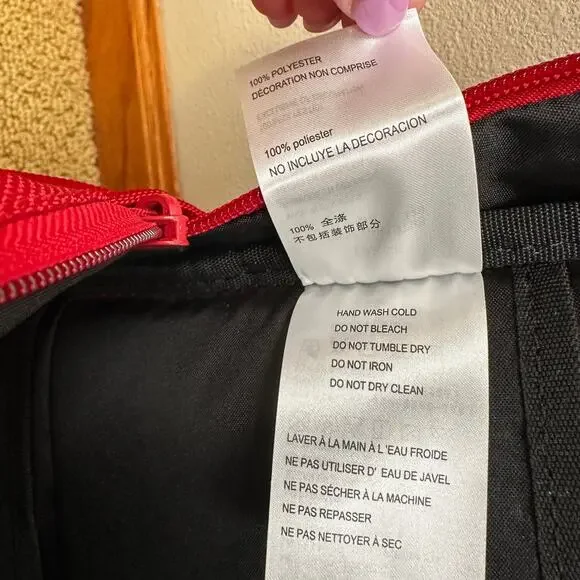 100% POLYESTER
DÉCORATION NON COMPRISE
100% poliester
NO INCLUYE LA DECORACION
100% 全涤
不包括装饰部分
HAND WASH COLD
DO NOT BLEACH
DO NOT TUMBLE DRY
DO NOT IRON
DO NOT DRY CLEAN
LAVER À LA MAIN À L'EAU FROIDE
NE PAS UTILISER D' EAU DE JAVEL
NE PAS SÉCHER À LA MACHINE
NE PAS REPASSER
NE PAS NETTOYER À SEC